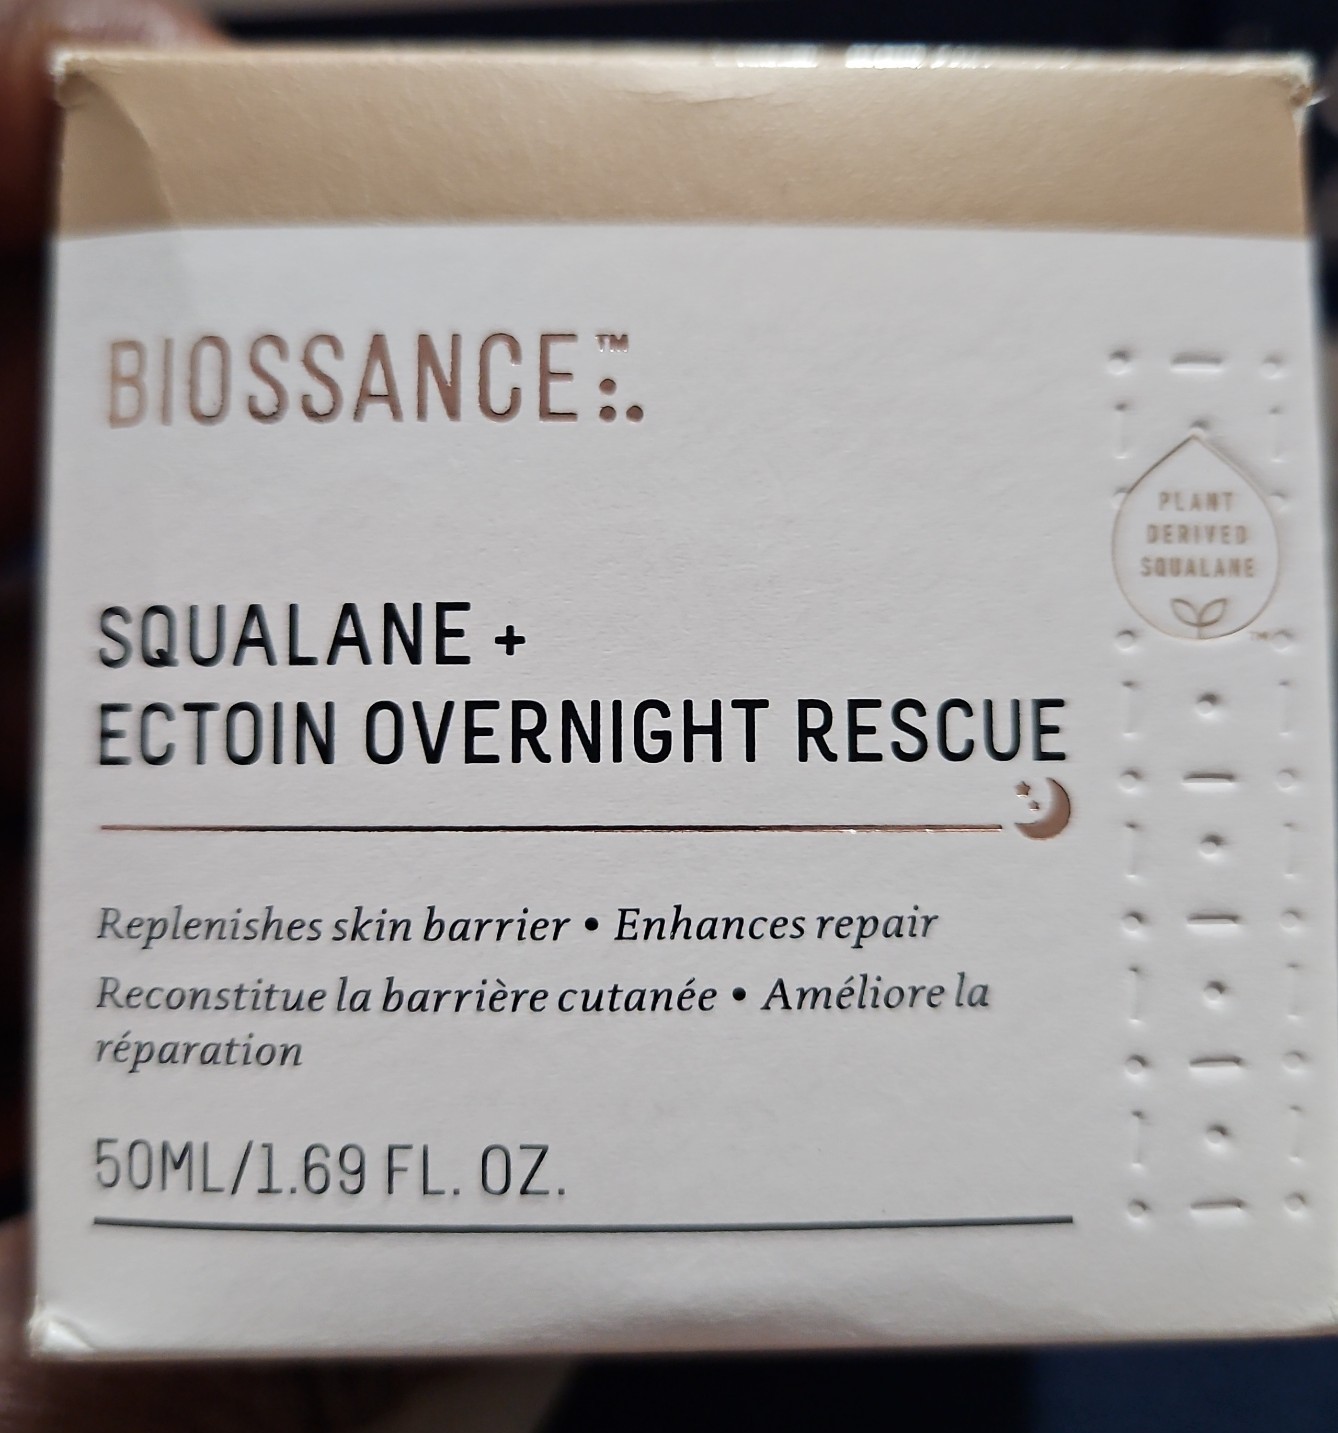 BIOSSANCE™
PLANT
DERIVED
SQUALANE
™
SQUALANE +
ECTOIN OVERNIGHT RESCUE
Replenishes skin barrier • Enhances repair
Reconstitue la barrière cutanée • Améliore la
réparation
50ML/1.69 FL. OZ.